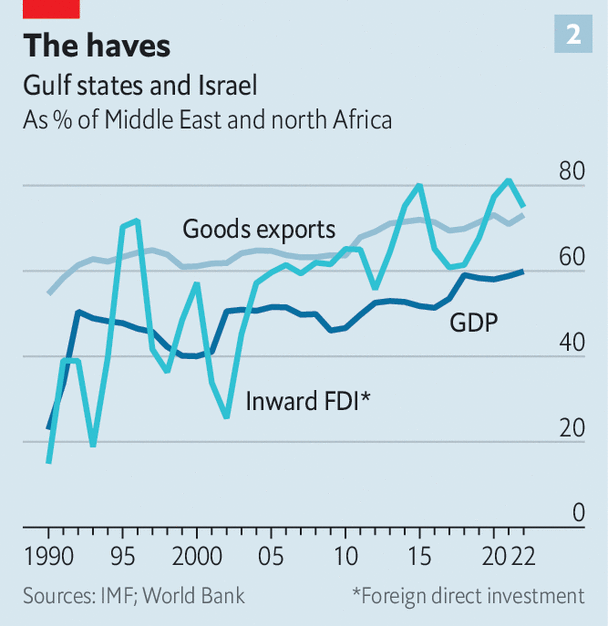 The haves
2
Gulf states and Israel
As % of Middle East and north Africa
80
Goods exports
60
GDP
40
Inward FDI*
20
0
1990 95 2000 05 10 15 20 22
Sources: IMF; World Bank *Foreign direct investment